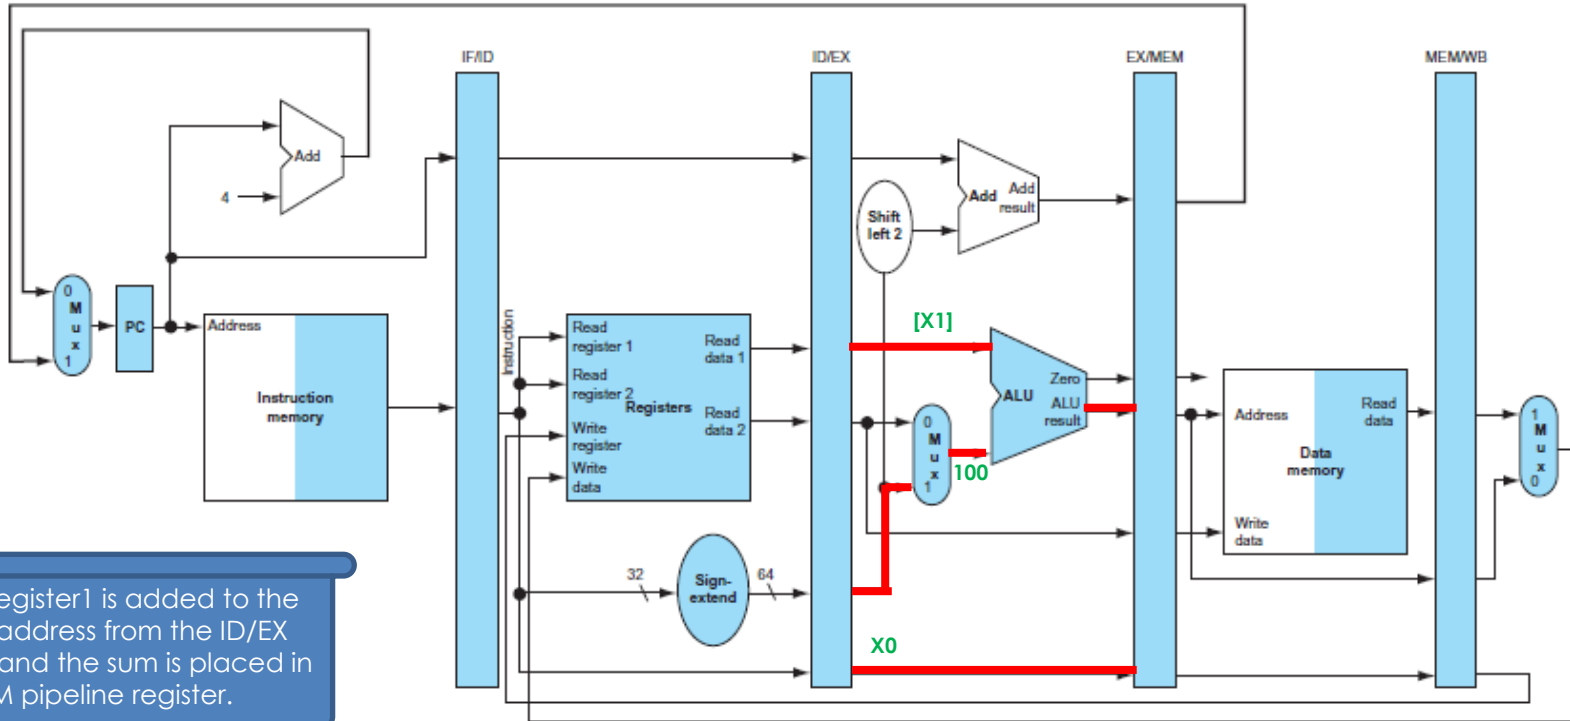 IF/ID
ID/EX
EX/MEM
MEM/WB
Add
4
Add
Add
result
Shift
left 2
0
M
u
x
1
PC
Address
Instruction
memory
Instruction
Read
register 1
Read
data 1
Read
register 2
Registers
Read
data 2
Write
register
Write
data
[X1]
Zero
ALU
ALU
result
0
M
u
x
1
100
Address
Read
data
Data
memory
Write
data
1
M
u
x
0
32
Sign-
extend
64
X0
egister1 is added to the
address from the ID/EX
and the sum is placed in
M pipeline register.